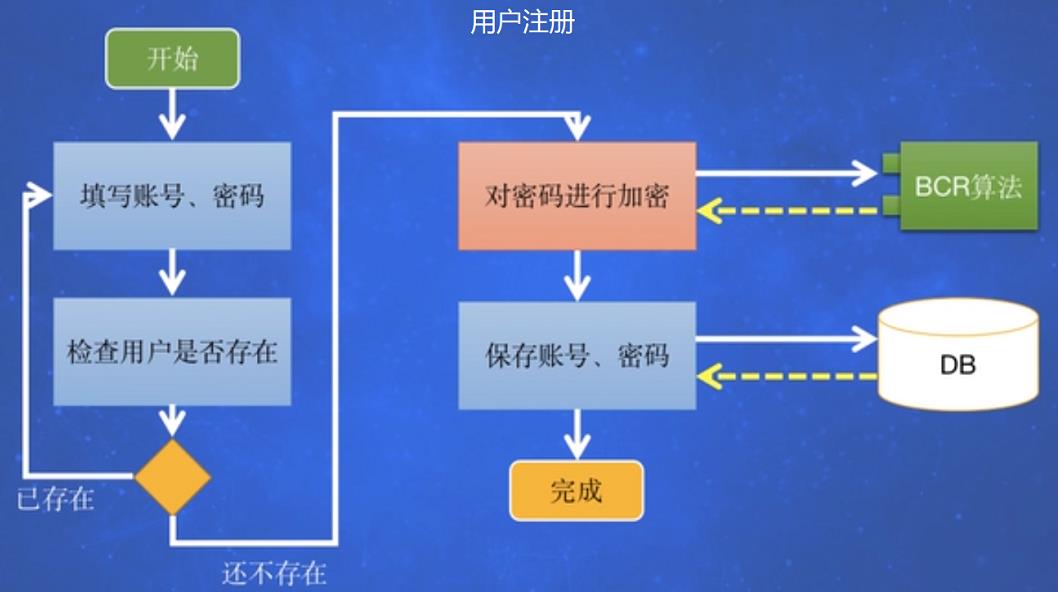 用户注册
开始
填写账号、密码
检查用户是否存在
已存在
还不存在
对密码进行加密
BCR算法
保存账号、密码
DB
完成